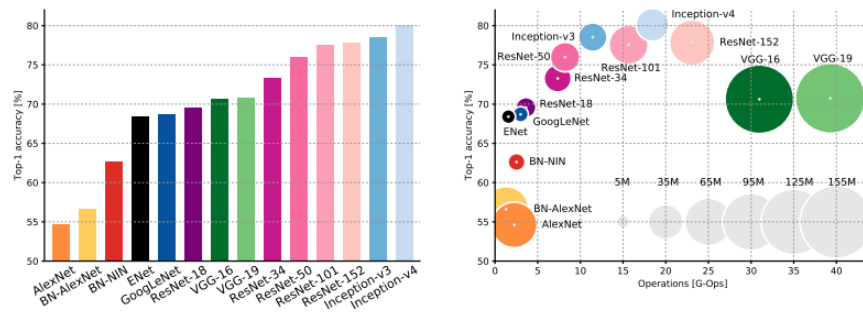 80
75
70
65
60
55
50
Top-1 accuracy [%]
AlexNet
BN-AlexNet
BN-NIN
ENet
GoogLeNet
ResNet-18
VGG-16
VGG-19
ResNet-34
ResNet-50
ResNet-101
ResNet-152
Inception-v3
Inception-v4
80
75
70
65
60
55
50
Top-1 accuracy [%]
Inception-v4
Inception-v3
ResNet-152
ResNet-50
ResNet-101
VGG-16
VGG-19
ResNet-34
ResNet-18
GoogLeNet
ENet
BN-NIN
5M 35M 65M 95M 125M 155M
BN-AlexNet
AlexNet
0 5 10 15 20 25 30 35 40
Operations [G-Ops]